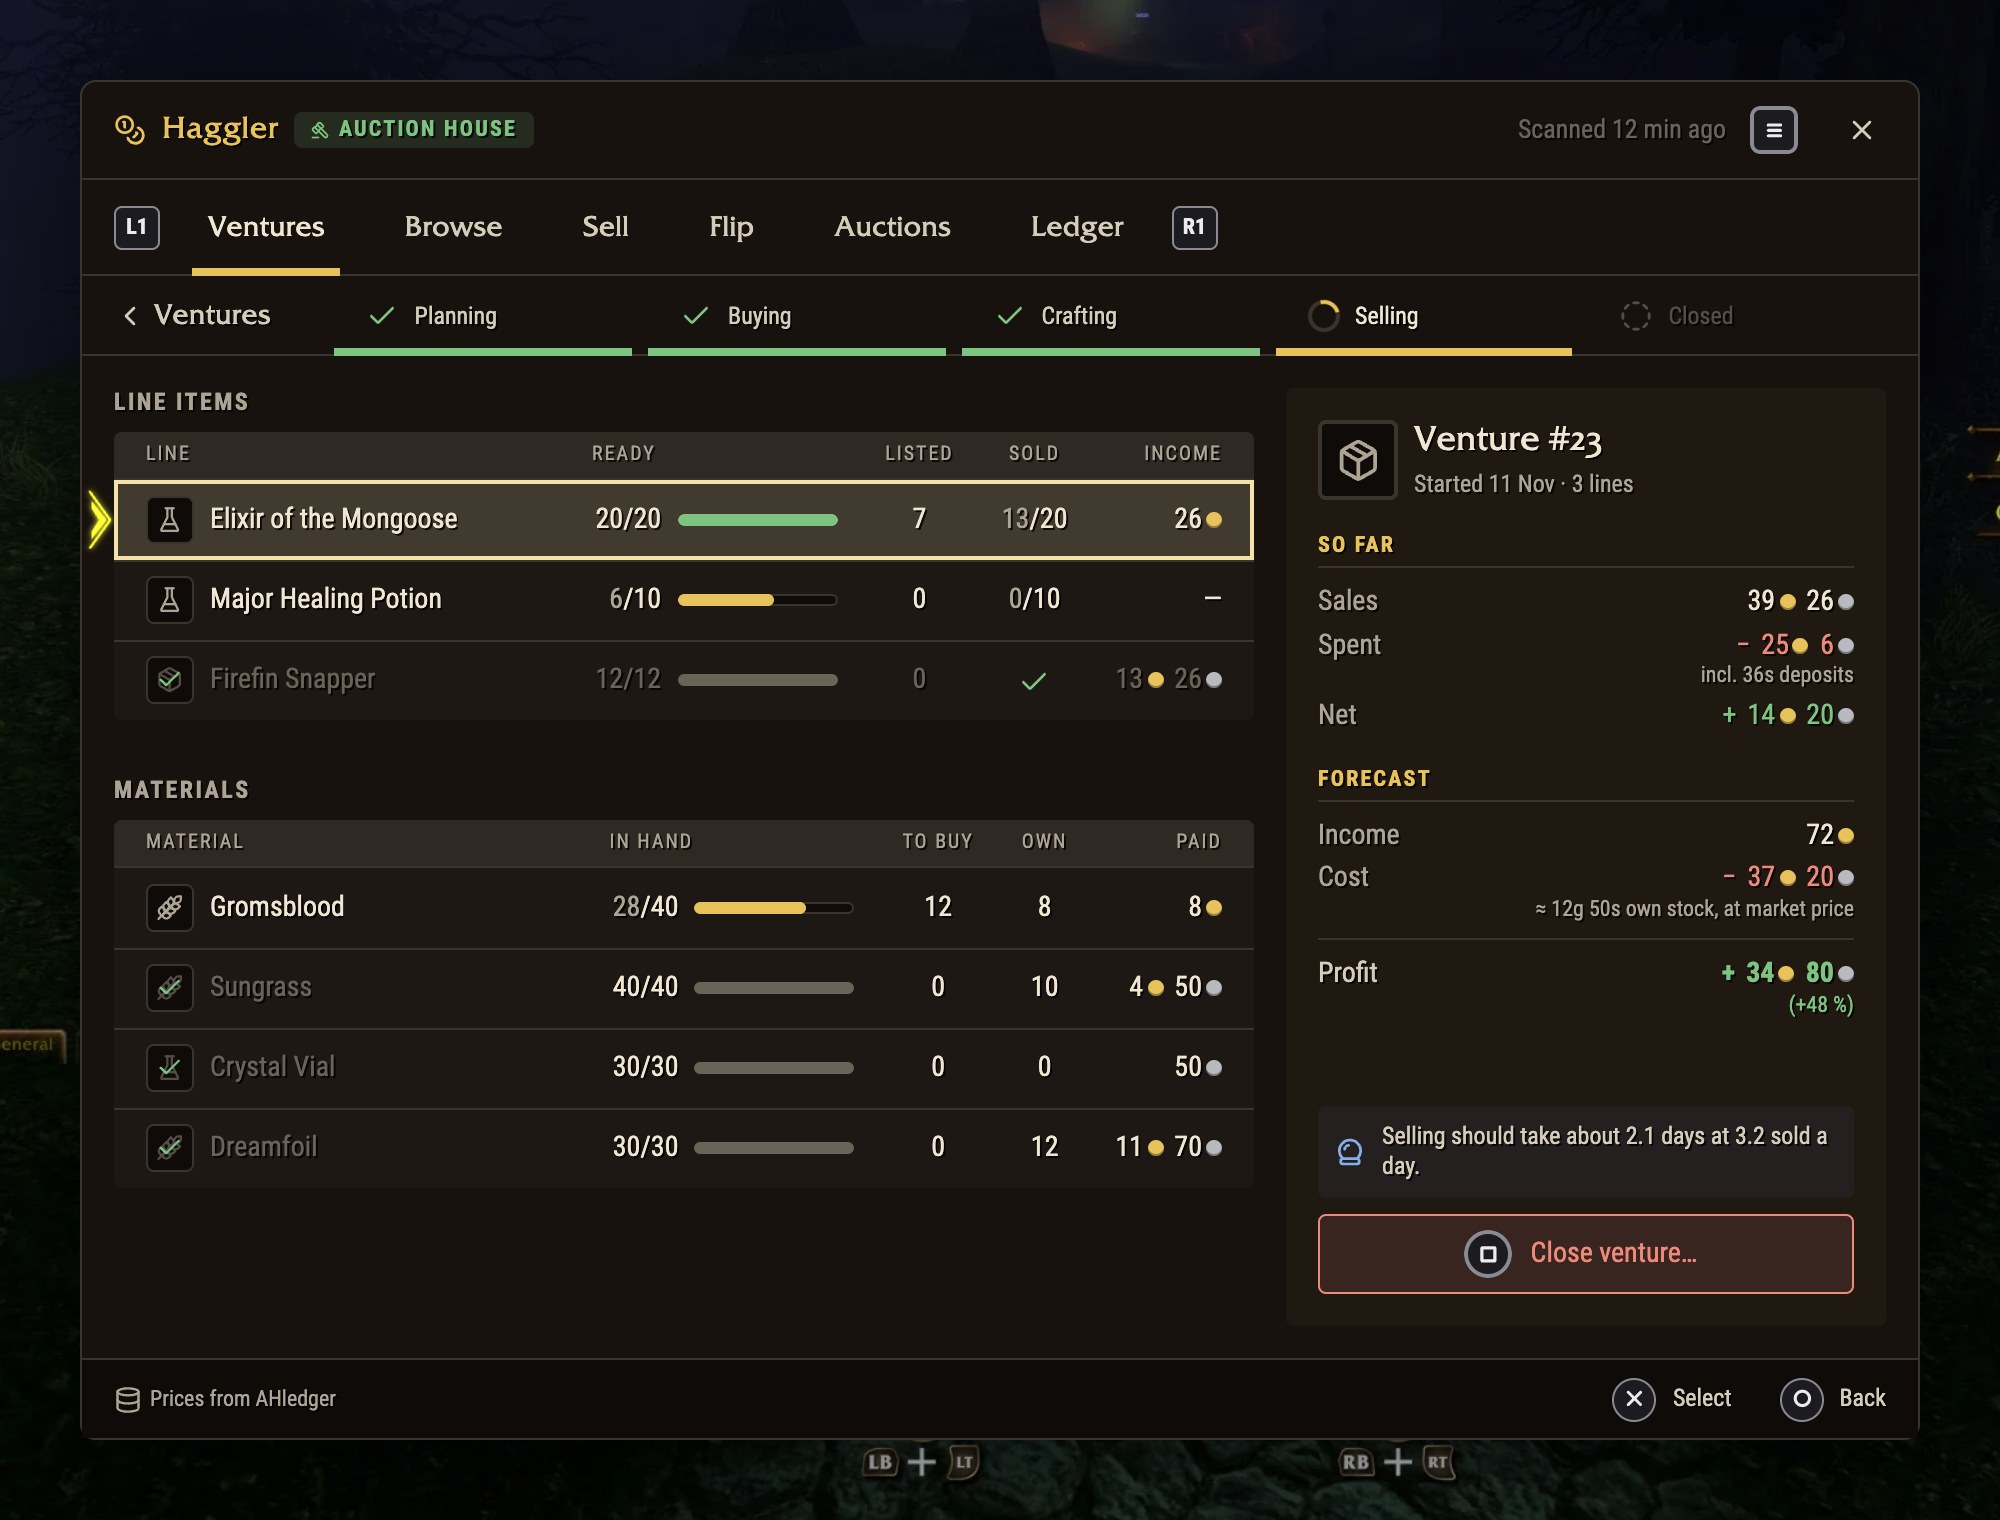 Haggler
AUCTION HOUSE
Scanned 12 min ago
L1 Ventures Browse Sell Flip Auctions Ledger R1
Ventures Planning Buying Crafting Selling Closed
LINE ITEMS
LINE READY LISTED SOLD INCOME
Elixir of the Mongoose 20/20 7 13/20 26
Major Healing Potion 6/10 0 0/10 –
Firefin Snapper 12/12 0 13 26
MATERIALS
MATERIAL IN HAND TO BUY OWN PAID
Gromsblood 28/40 12 8 8
Sungrass 40/40 0 10 4 50
Crystal Vial 30/30 0 0 50
Dreamfoil 30/30 0 12 11 70
Venture #23
Started 11 Nov · 3 lines
SO FAR
Sales 39 26
Spent − 25 6
incl. 36s deposits
Net + 14 20
FORECAST
Income 72
Cost − 37 20
≈ 12g 50s own stock, at market price
Profit + 34 80
(+48 %)
Selling should take about 2.1 days at 3.2 sold a
day.
Close venture…
Prices from AHledger
Select Back
eneral
LB + LT RB + RT